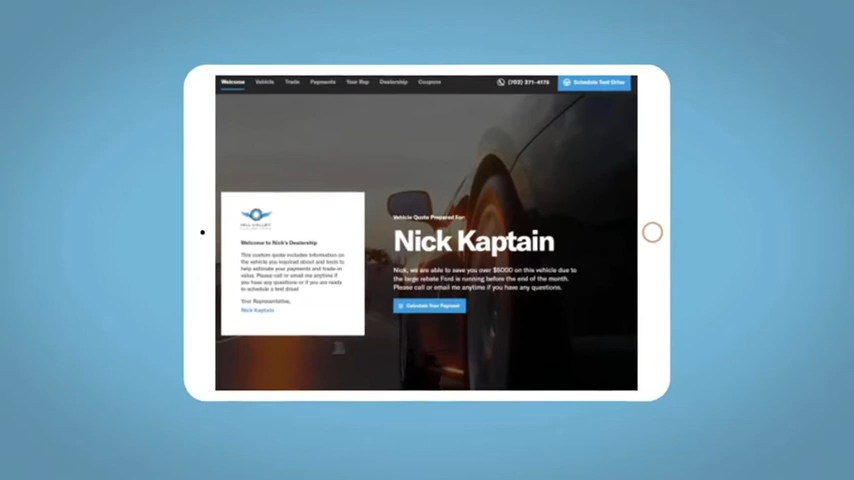 Welcome Vehicle Trade Payments Your Rep Dealership Coupons (702) 371-4175 Schedule Test Drive
Welcome to Nick's Dealership
This custom quote includes information on
the vehicle you inquired about and tools to
help estimate your payments and trade-in
value. Please call or email me anytime if
you have any questions or if you are ready
to schedule a test drive!
Your Representative,
Nick Kaptain
Vehicle Quote Prepared For:
Nick Kaptain
Nick, we are able to save you over $5000 on this vehicle due to
the large rebate Ford is running before the end of the month.
Please call or email me anytime if you have any questions.
Calculate Your Payment